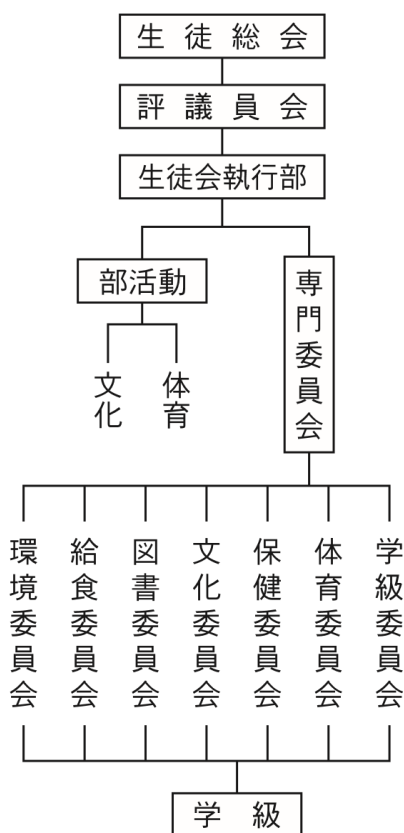 生徒総会
評議員会
生徒会執行部
部活動
文化
体育
専門委員会
環境委員会
給食委員会
図書委員会
文化委員会
保健委員会
体育委員会
学級委員会
学級